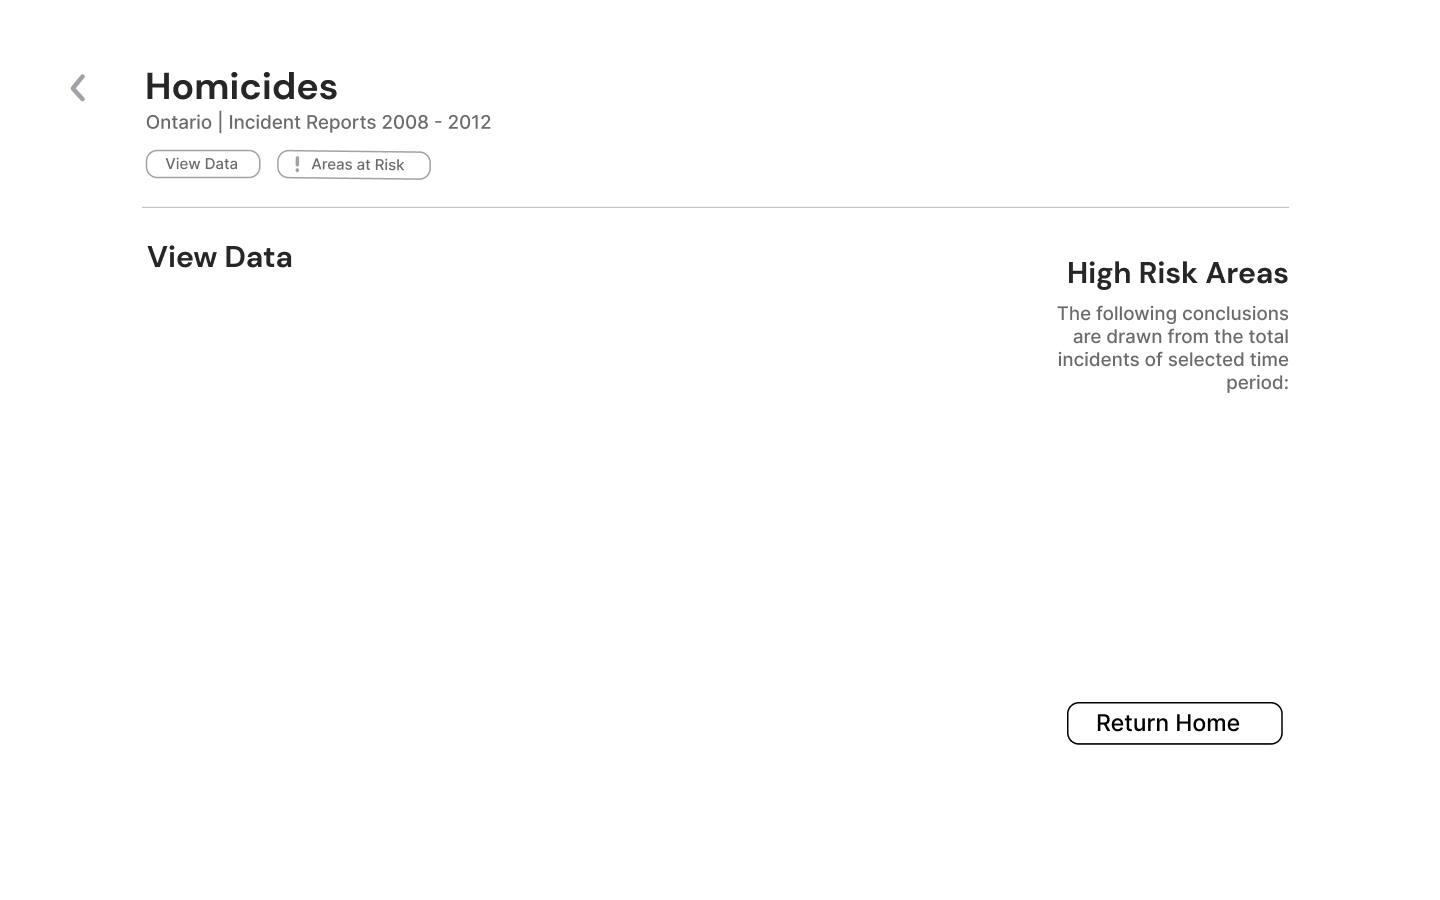 Homicides
Ontario | Incident Reports 2008 - 2012
View Data
! Areas at Risk
View Data
High Risk Areas
The following conclusions
are drawn from the total
incidents of selected time
period:
Return Home